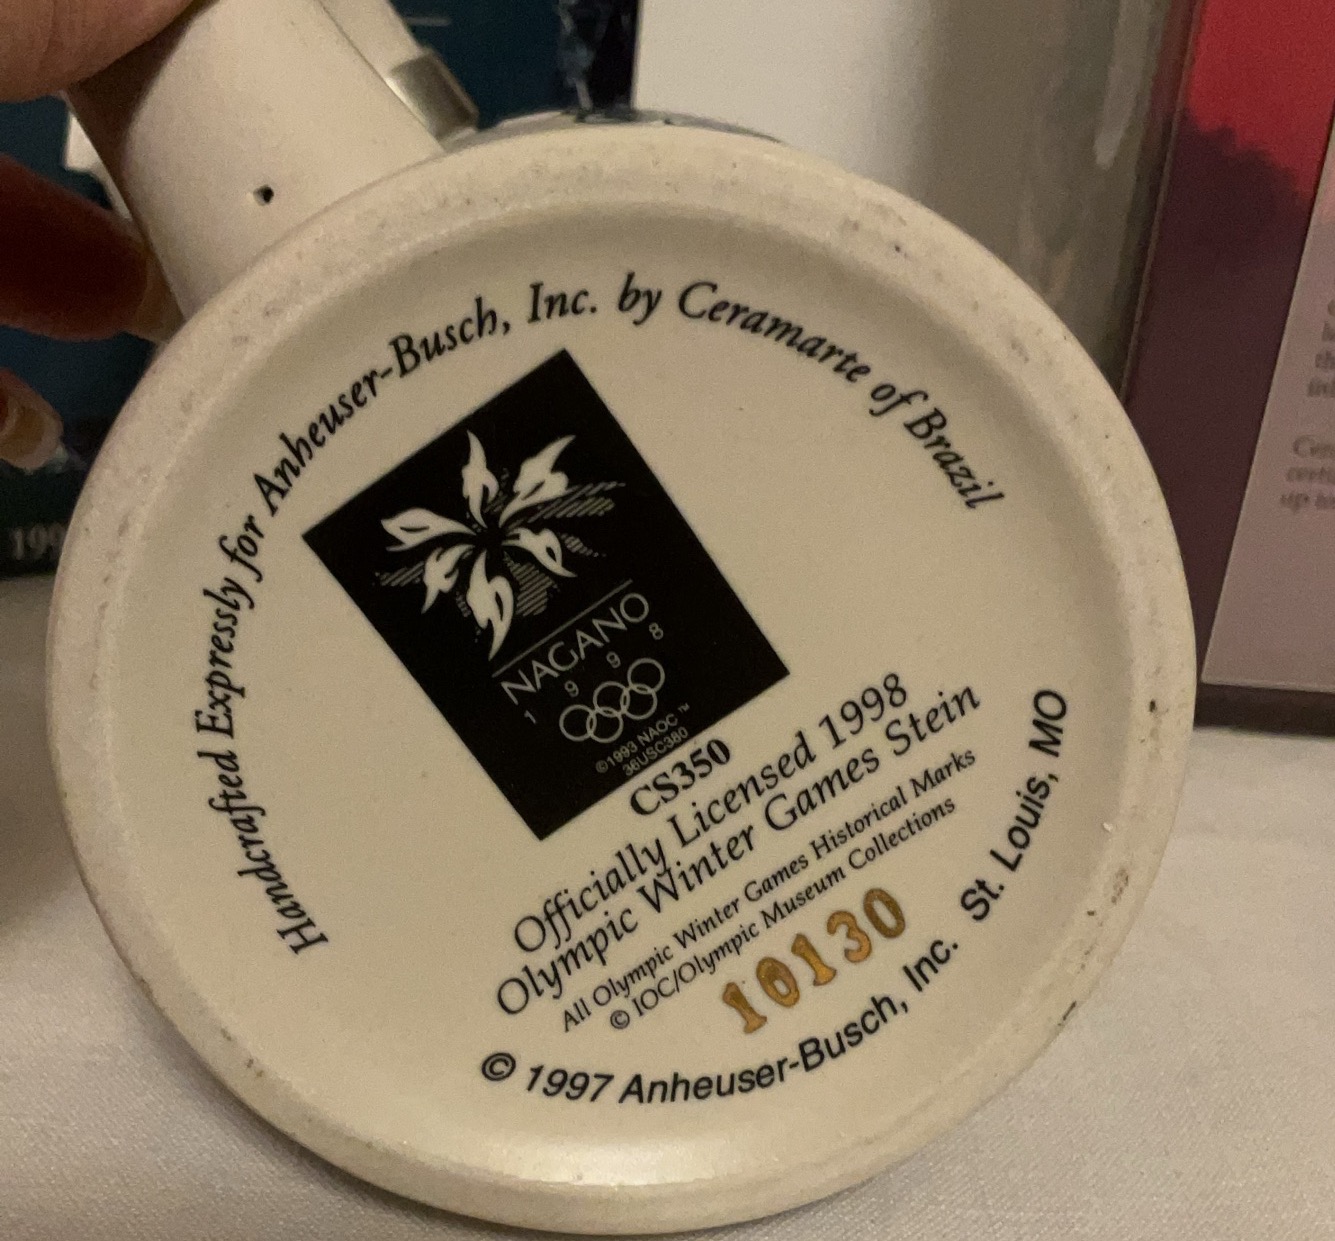 Handcrafted Expressly for Anheuser-Busch, Inc. by Ceramarte of Brazil
NAGANO
1 9 9 8
©1993 NAOC ™
36USC380
CS350
Officially Licensed 1998
Olympic Winter Games Stein
All Olympic Winter Games Historical Marks
© IOC/Olympic Museum Collections
10130
© 1997 Anheuser-Busch, Inc. St. Louis, MO
199